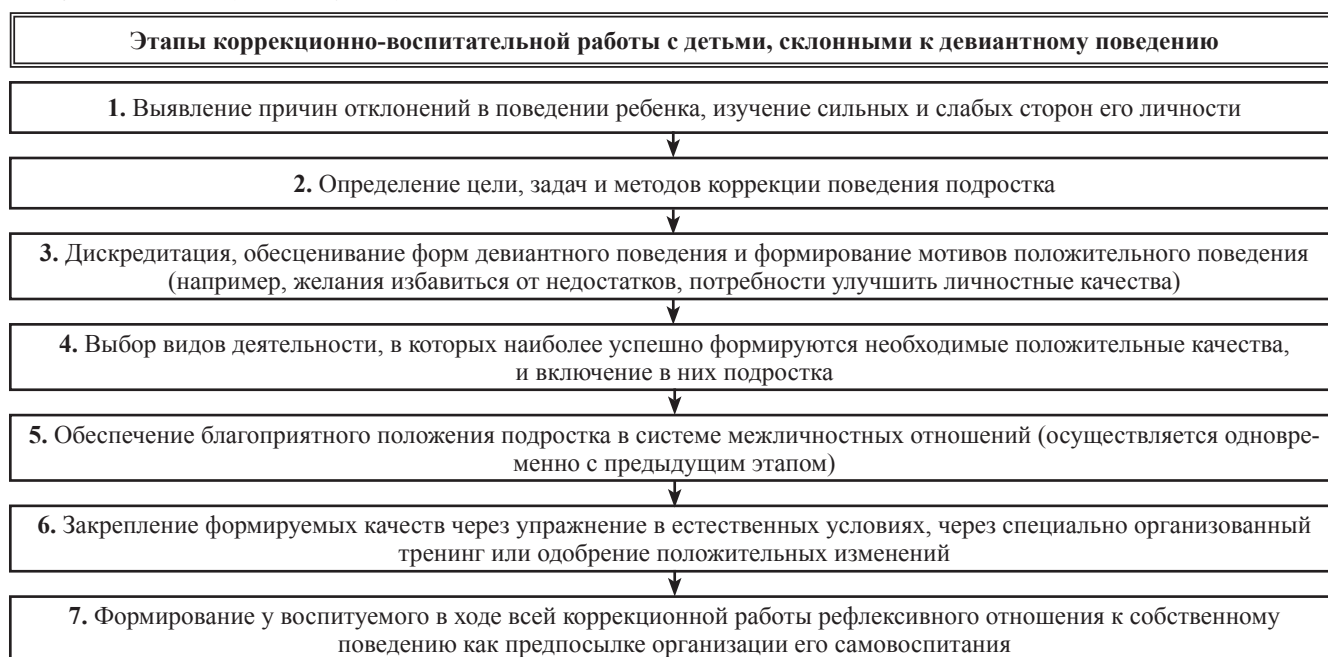 Этапы коррекционно-воспитательной работы с детьми, склонными к девиантному поведению
1. Выявление причин отклонений в поведении ребенка, изучение сильных и слабых сторон его личности
2. Определение цели, задач и методов коррекции поведения подростка
3. Дискредитация, обесценивание форм девиантного поведения и формирование мотивов положительного поведения
(например, желания избавиться от недостатков, потребности улучшить личностные качества)
4. Выбор видов деятельности, в которых наиболее успешно формируются необходимые положительные качества,
и включение в них подростка
5. Обеспечение благоприятного положения подростка в системе межличностных отношений (осуществляется одновре-
менно с предыдущим этапом)
6. Закрепление формируемых качеств через упражнение в естественных условиях, через специально организованный
тренинг или одобрение положительных изменений
7. Формирование у воспитуемого в ходе всей коррекционной работы рефлексивного отношения к собственному
поведению как предпосылке организации его самовоспитания